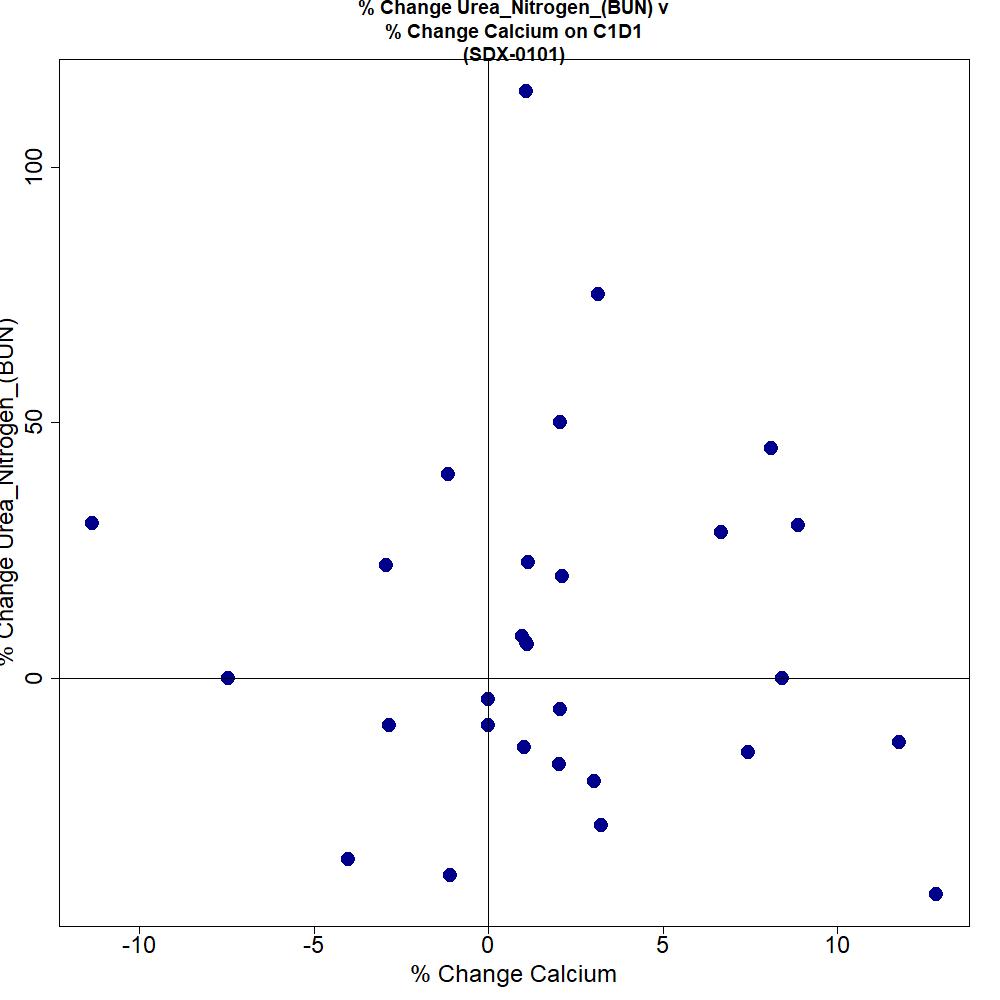 % Change Urea_Nitrogen_(BUN) v
% Change Calcium on C1D1
(SDX-0101)
% Change Urea_Nitrogen_(BUN)
100
50
0
-10 -5 0 5 10
% Change Calcium